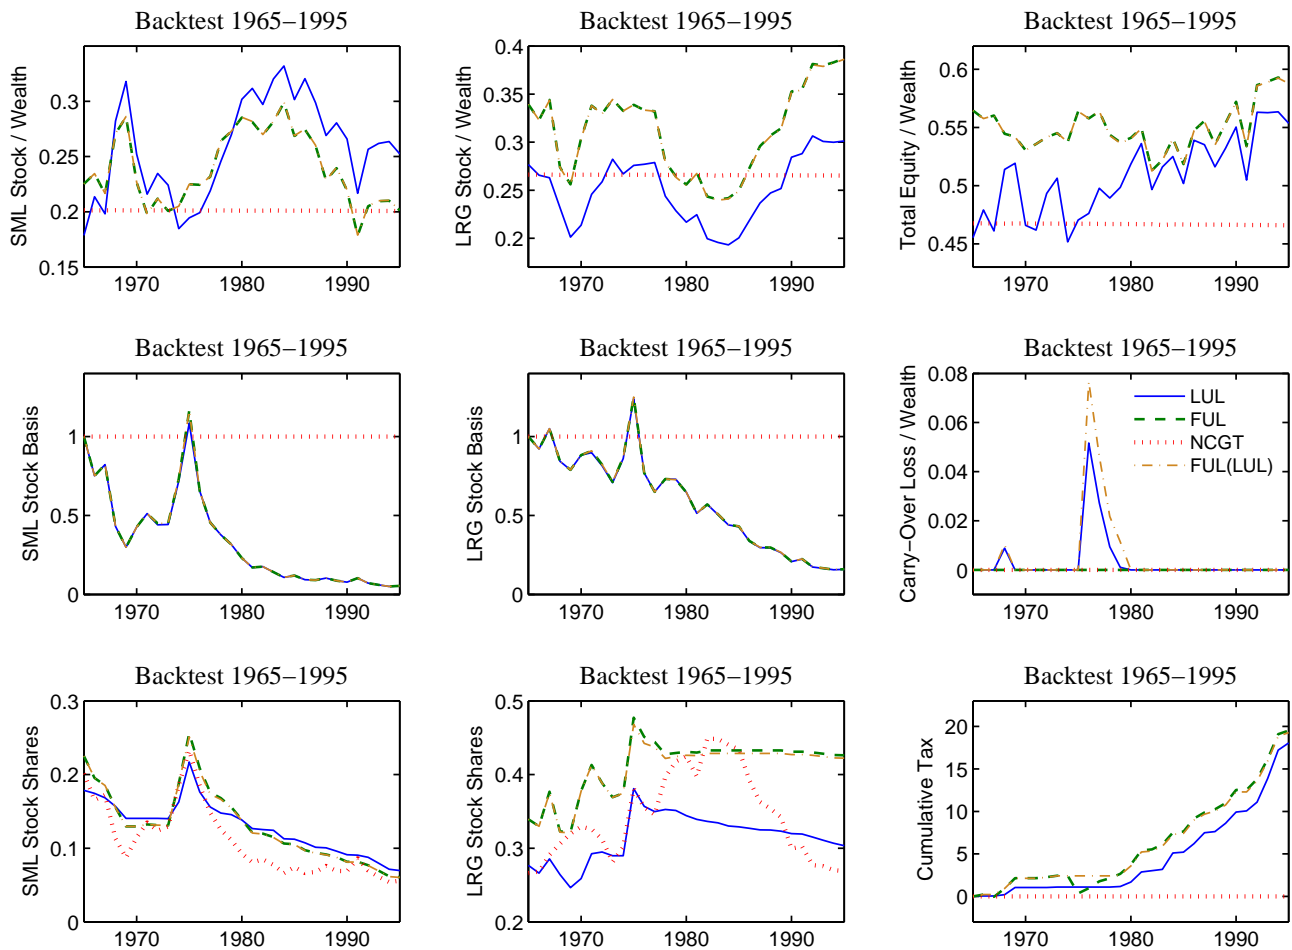 Backtest 1965−1995
SML Stock / Wealth
0.3
0.25
0.2
0.15
1970
1980
1990
Backtest 1965−1995
LRG Stock / Wealth
0.4
0.35
0.3
0.25
0.2
1970
1980
1990
Backtest 1965−1995
Total Equity / Wealth
0.6
0.55
0.5
0.45
1970
1980
1990
Backtest 1965−1995
SML Stock Basis
1
0.5
0
1970
1980
1990
Backtest 1965−1995
LRG Stock Basis
1
0.5
0
1970
1980
1990
Backtest 1965−1995
Carry−Over Loss / Wealth
0.08
0.06
0.04
0.02
0
LUL
FUL
NCGT
FUL(LUL)
1970
1980
1990
Backtest 1965−1995
SML Stock Shares
0.3
0.2
0.1
0
1970
1980
1990
Backtest 1965−1995
LRG Stock Shares
0.5
0.4
0.3
0.2
1970
1980
1990
Backtest 1965−1995
Cumulative Tax
20
15
10
5
0
1970
1980
1990